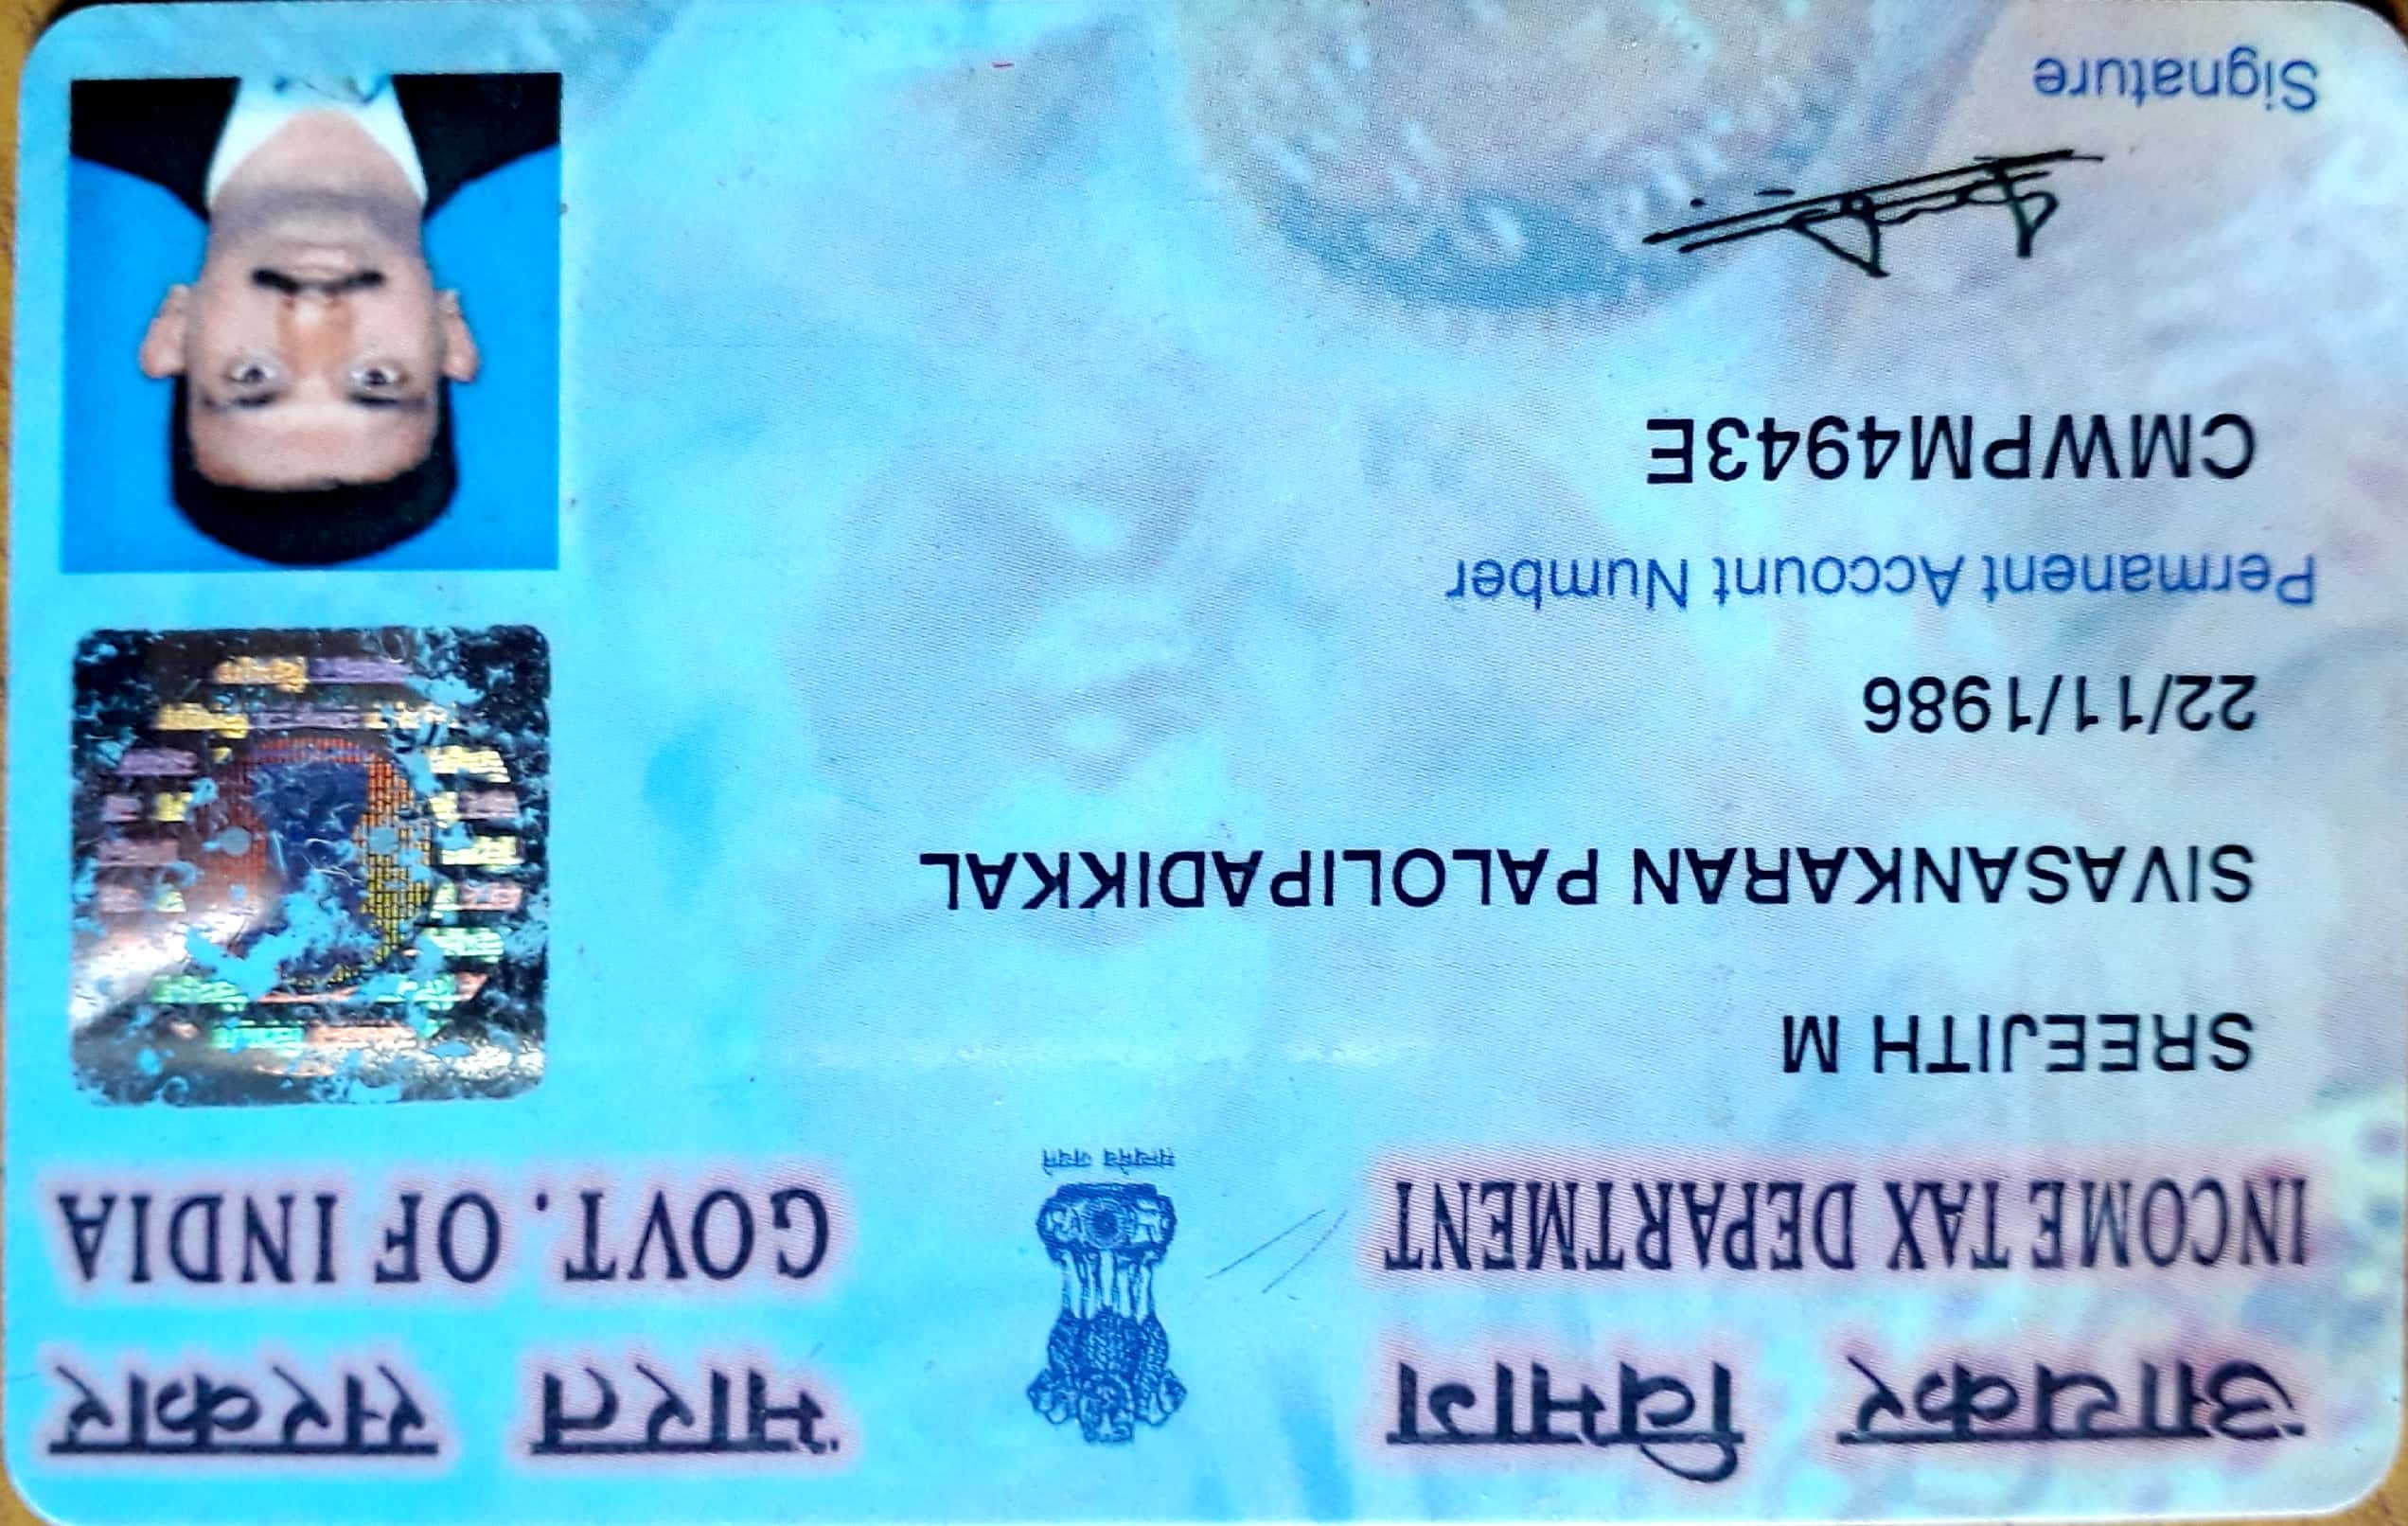 आयकर विभाग
INCOME TAX DEPARTMENT
सत्यमेव जयते
भारत सरकार
GOVT. OF INDIA
SREEJITH M
SIVASANKARAN PALOLIPADIKKAL
22/11/1986
Permanent Account Number
CMWPM4943E
Signature